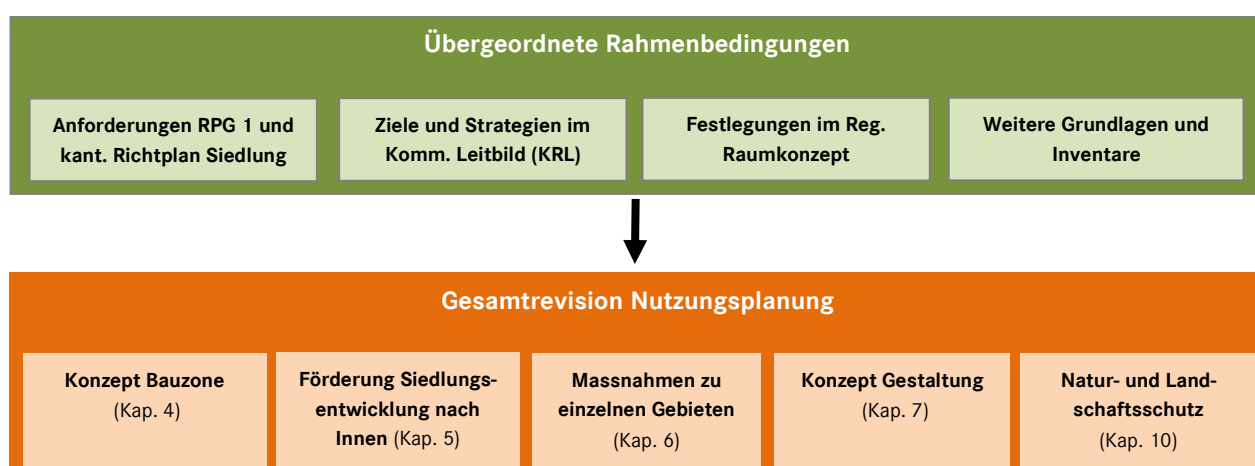 Übergeordnete Rahmenbedingungen
Anforderungen RPG 1 und
kant. Richtplan Siedlung
Ziele und Strategien im
Komm. Leitbild (KRL)
Festlegungen im Reg.
Raumkonzept
Weitere Grundlagen und
Inventare
Gesamtrevision Nutzungsplanung
Konzept Bauzone
(Kap. 4)
Förderung Siedlungs-
entwicklung nach
Innen (Kap. 5)
Massnahmen zu
einzelnen Gebieten
(Kap. 6)
Konzept Gestaltung
(Kap. 7)
Natur- und Land-
schaftsschutz
(Kap. 10)